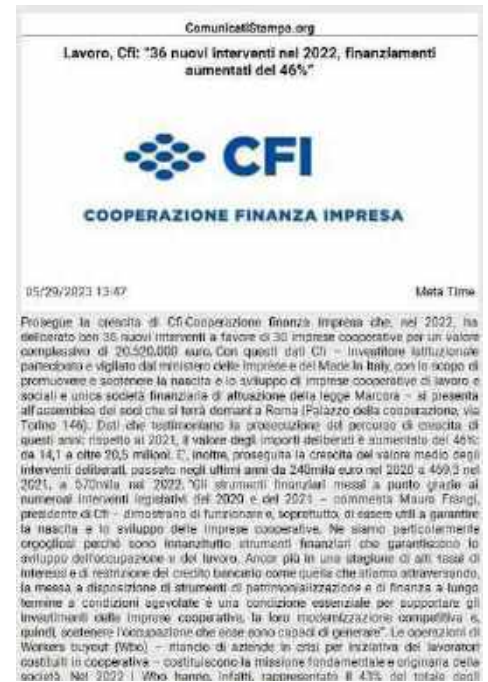 ComunicatiStampa.org
Lavoro, Cfi: "36 nuovi interventi nel 2022, finanziamenti
aumentati del 46%"
CFI
COOPERAZIONE FINANZA IMPRESA
05/29/2023 13:47
Meta Time
Prosegue la crescita di Cfi-Cooperazione finanza impresa che, nel 2022, ha
deliberato ben 36 nuovi interventi a favore di 30 imprese cooperative per un valore
complessivo di 20.520.000 euro. Con questi dati Cfi – investitore istituzionale
partecipato e vigilato dal ministero delle Imprese e del Made in Italy, con lo scopo di
promuovere e sostenere la nascita e lo sviluppo di imprese cooperative di lavoro e
sociali e unica società finanziaria di attuazione della legge Marcora – si presenta
all'assemblea dei soci che si terrà domani a Roma (Palazzo della cooperazione, via
Torino 146). Dati che testimoniano la prosecuzione del percorso di crescita di
questi anni: rispetto al 2021, il valore degli importi deliberati è aumentato del 46%:
da 14,1 a oltre 20,5 milioni. E', inoltre, proseguita la crescita del valore medio degli
interventi deliberati, passato negli ultimi anni da 240mila euro nel 2020 a 459,3 nel
2021, a 570mila nel 2022. "Gli strumenti finanziari messi a punto grazie ai
numerosi interventi legislativi del 2020 e del 2021 – commenta Mauro Frangi,
presidente di Cfi – dimostrano di funzionare e, soprattutto, di essere utili a garantire
la nascita e lo sviluppo delle imprese cooperative. Ne siamo particolarmente
orgogliosi perché sono innanzitutto strumenti finanziari che garantiscono lo
sviluppo dell'occupazione e del lavoro. Ancor più in una stagione di alti tassi di
interessi e di restrizione del credito bancario come quella che stiamo attraversando,
la messa a disposizione di strumenti di patrimonializzazione e di finanza a lungo
termine a condizioni agevolate è una condizione essenziale per supportare gli
investimenti delle imprese cooperative, la loro modernizzazione competitiva e,
quindi, sostenere l'occupazione che esse sono capaci di generare". Le operazioni di
Workers buyout (Wbo) – rilancio di aziende in crisi per iniziativa dei lavoratori
costituiti in cooperativa – costituiscono la missione fondamentale e originaria della
società. Nel 2022 i Wbo hanno, infatti, rappresentato il 43% del totale degli